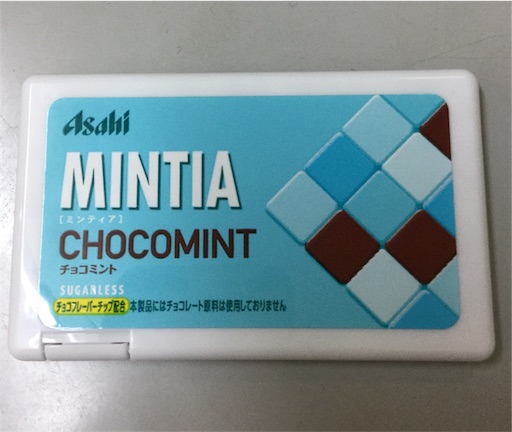 Asahi
MINTIA
[ミンティア]
CHOCOMINT
チョコミント
SUGARLESS
チョコフレーバーチップ配合 本製品にはチョコレート原料は使用しておりません